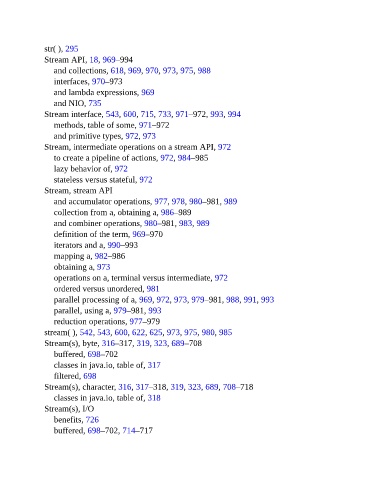 str( ), 295
Stream API, 18, 969–994
and collections, 618, 969, 970, 973, 975, 988
interfaces, 970–973
and lambda expressions, 969
and NIO, 735
Stream interface, 543, 600, 715, 733, 971–972, 993, 994
methods, table of some, 971–972
and primitive types, 972, 973
Stream, intermediate operations on a stream API, 972
to create a pipeline of actions, 972, 984–985
lazy behavior of, 972
stateless versus stateful, 972
Stream, stream API
and accumulator operations, 977, 978, 980–981, 989
collection from a, obtaining a, 986–989
and combiner operations, 980–981, 983, 989
definition of the term, 969–970
iterators and a, 990–993
mapping a, 982–986
obtaining a, 973
operations on a, terminal versus intermediate, 972
ordered versus unordered, 981
parallel processing of a, 969, 972, 973, 979–981, 988, 991, 993
parallel, using a, 979–981, 993
reduction operations, 977–979
stream( ), 542, 543, 600, 622, 625, 973, 975, 980, 985
Stream(s), byte, 316–317, 319, 323, 689–708
buffered, 698–702
classes in java.io, table of, 317
filtered, 698
Stream(s), character, 316, 317–318, 319, 323, 689, 708–718
classes in java.io, table of, 318
Stream(s), I/O
benefits, 726
buffered, 698–702, 714–717